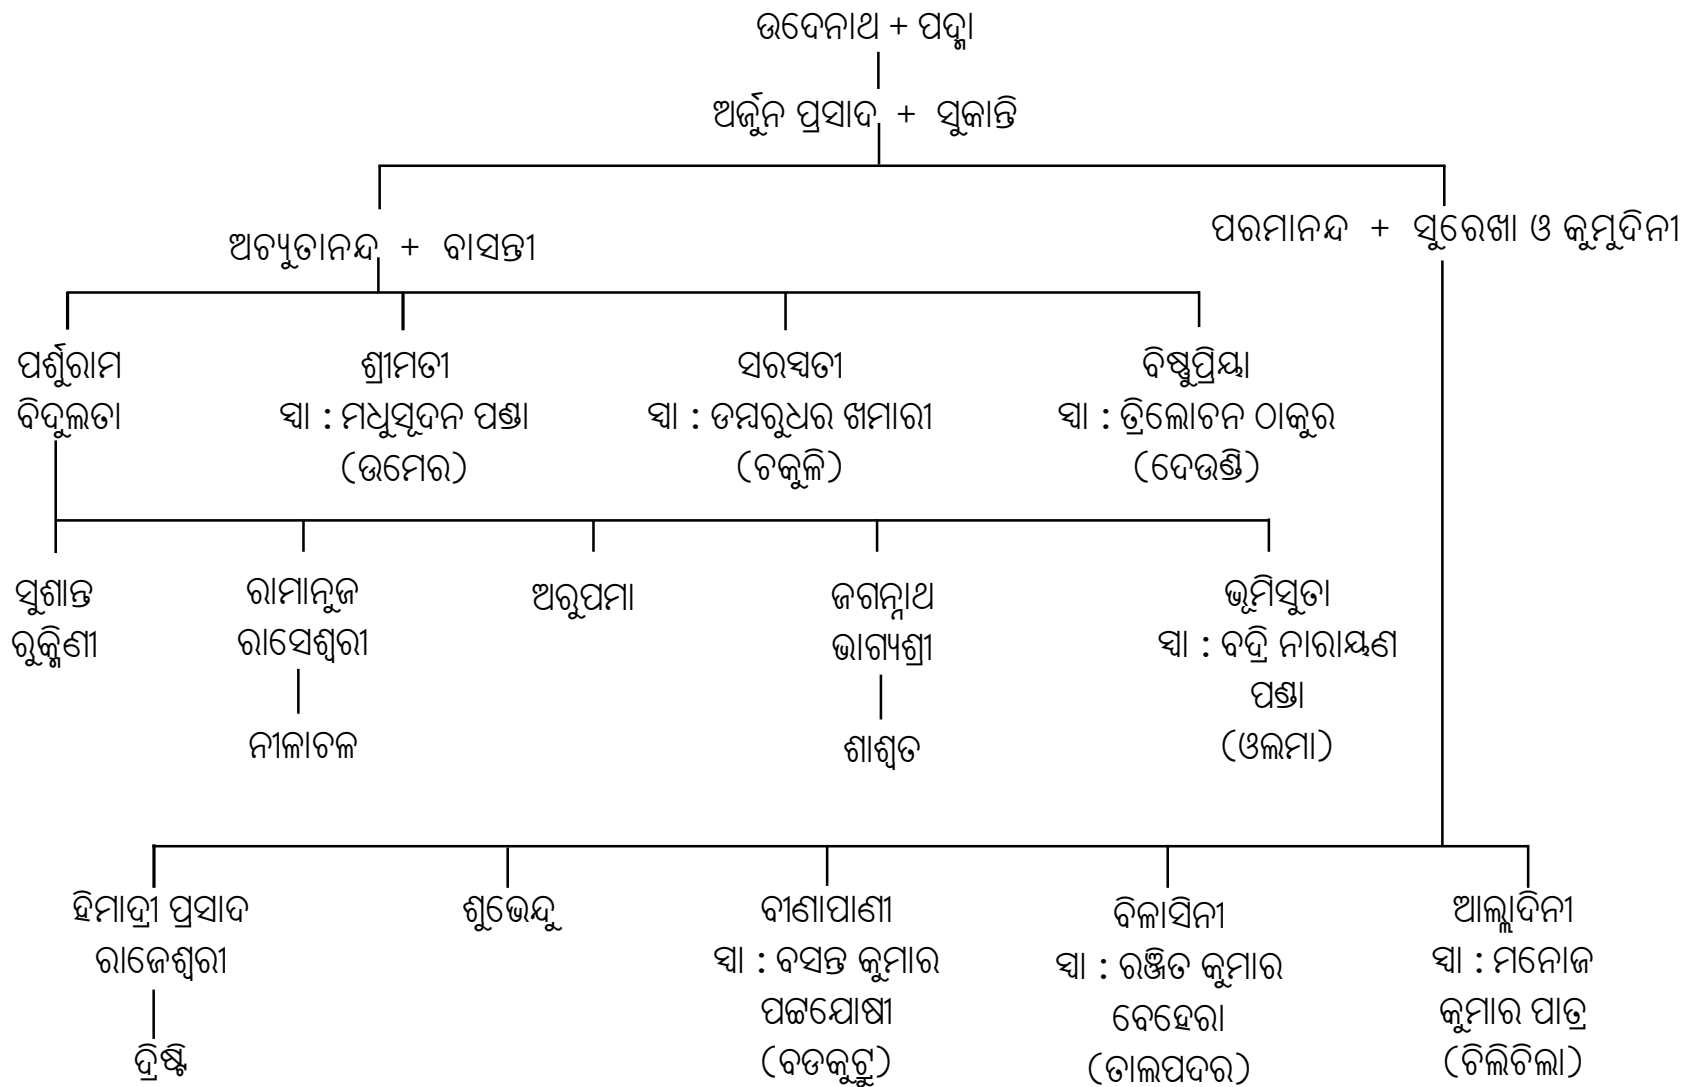 ଉଦେନାଥ + ପଦ୍ମା
ଅର୍ଜୁନ ପ୍ରସାଦ + ସୁକାନ୍ତି
ଅଚ୍ୟୁତାନନ୍ଦ + ବାସନ୍ତୀ
ପରମାନନ୍ଦ + ସୁରେଖା ଓ କୁମୁଦିନୀ
ପର୍ଶୁରାମ
ବିଦୁଲତା
ଶ୍ରୀମତୀ
ସ୍ୱା : ମଧୁସୂଦନ ପଣ୍ଡା
(ଉମେର)
ସରସ୍ୱତୀ
ସ୍ୱା : ଡମ୍ବରୁଧର ଖମାରୀ
(ଚକୁଳି)
ବିଷ୍ଣୁପ୍ରିୟା
ସ୍ୱା : ତ୍ରିଲୋଚନ ଠାକୁର
(ଦେଉଣ୍ଡି)
ସୁଶାନ୍ତ
ରୁକ୍ମିଣୀ
ରାମାନୁଜ
ରାସେଶ୍ୱରୀ
ନୀଳାଚଳ
ଅରୁପମା
ଜଗନ୍ନାଥ
ଭାଗ୍ୟଶ୍ରୀ
ଶାଶ୍ୱତ
ଭୂମିସୁତା
ସ୍ୱା : ବଦ୍ରି ନାରାୟଣ
ପଣ୍ଡା
(ଓଲମା)
ହିମାଦ୍ରୀ ପ୍ରସାଦ
ରାଜେଶ୍ୱରୀ
ଦ୍ରିଷ୍ଟି
ଶୁଭେନ୍ଦୁ
ବୀଣାପାଣୀ
ସ୍ୱା : ବସନ୍ତ କୁମାର
ପଟ୍ଟଯୋଷୀ
(ବଡକୁଟ୍ରୁ)
ବିଳାସିନୀ
ସ୍ୱା : ରଞ୍ଜିତ କୁମାର
ବେହେରା
(ତାଲପଦର)
ଆଲ୍ଲାଦିନୀ
ସ୍ୱା : ମନୋଜ
କୁମାର ପାତ୍ର
(ଚିଲିଚିଲା)